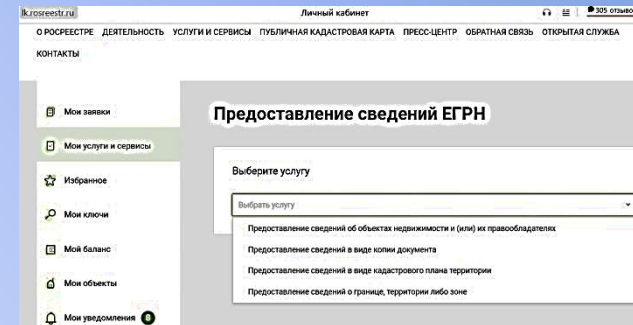 lk.rosreestr.ru
Личный кабинет
305 отзыво
О РОСРЕЕСТРЕ ДЕЯТЕЛЬНОСТЬ УСЛУГИ И СЕРВИСЫ ПУБЛИЧНАЯ КАДАСТРОВАЯ КАРТА ПРЕСС-ЦЕНТР ОБРАТНАЯ СВЯЗЬ ОТКРЫТАЯ СЛУЖБА
КОНТАКТЫ
Мои заявки
Мои услуги и сервисы
Избранное
Мои ключи
Мой баланс
Мои объекты
Мои уведомления 8
Предоставление сведений ЕГРН
Выберите услугу
Выбрать услугу
Предоставление сведений об объектах недвижимости и (или) их правообладателях
Предоставление сведений в виде копии документа
Предоставление сведений в виде кадастрового плана территории
Предоставление сведений о границе, территории либо зоне